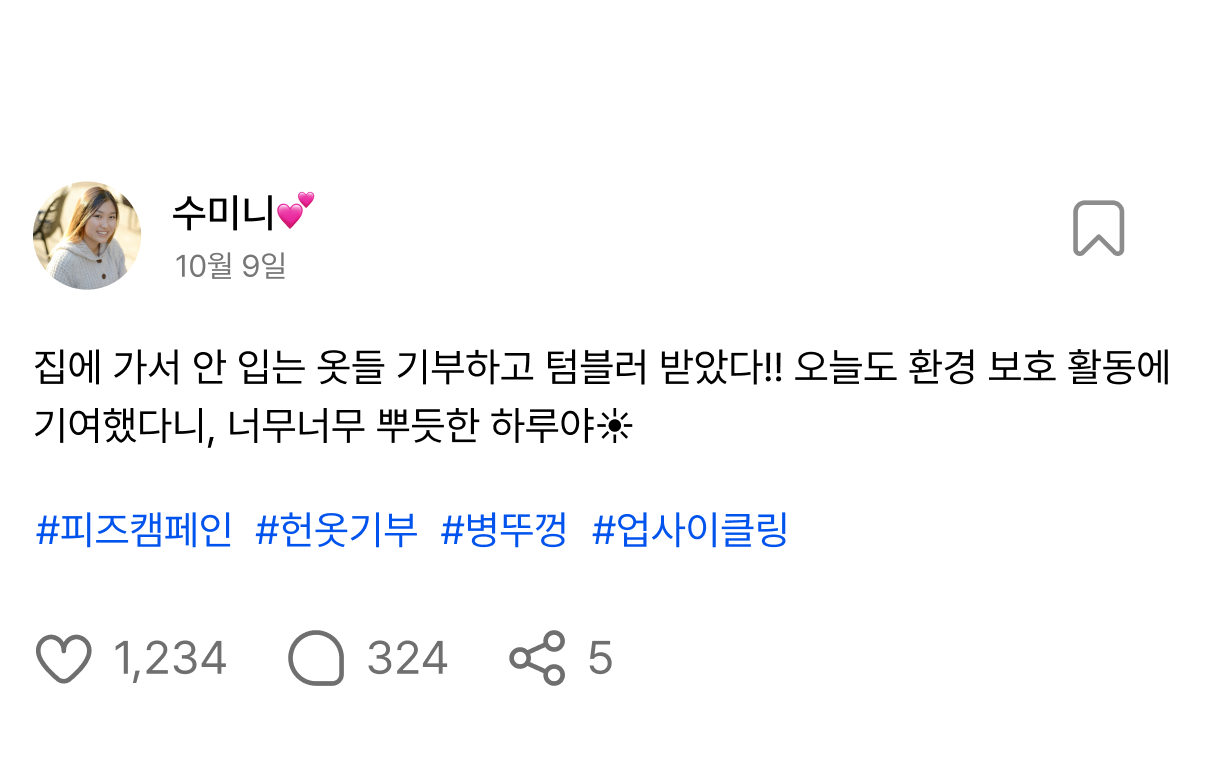 수미니💕
10월 9일
집에 가서 안 입는 옷들 기부하고 텀블러 받았다!! 오늘도 환경 보호 활동에
기여했다니, 너무너무 뿌듯한 하루야☀
#피즈캠페인 #헌옷기부 #병뚜껑 #업사이클링
1,234 324 5